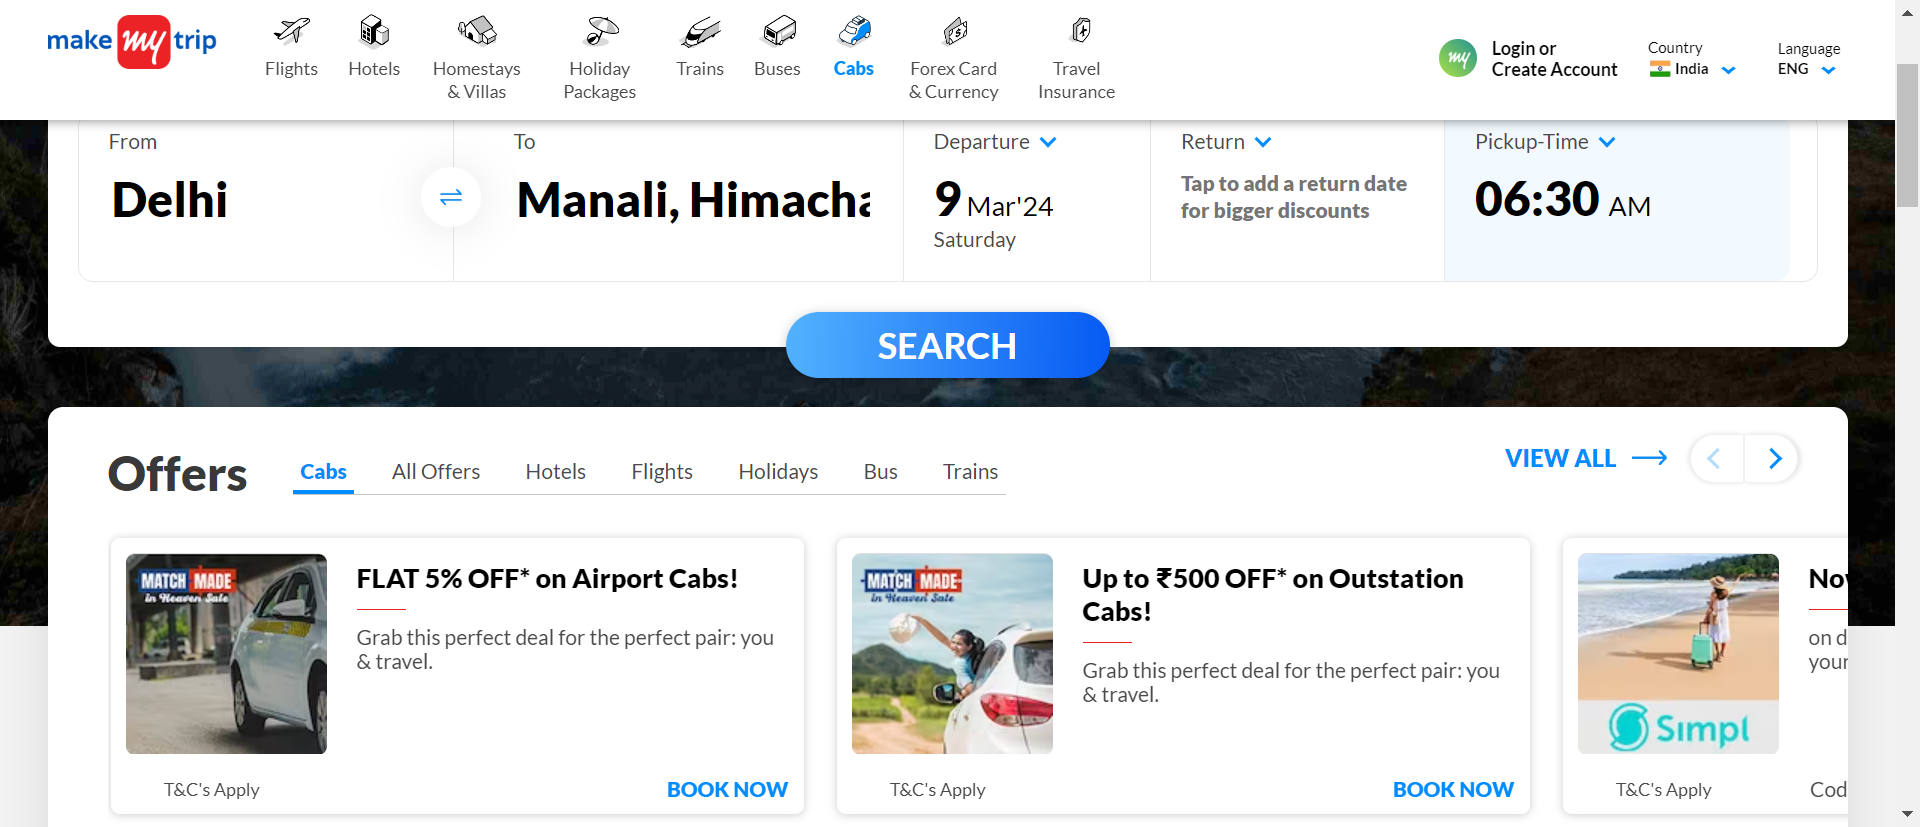 make my trip
Flights
Hotels
Homestays
& Villas
Holiday
Packages
Trains
Buses
Cabs
Forex Card
& Currency
Travel
Insurance
my
Login or
Create Account
Country
India
Language
ENG
From
Delhi
To
Manali, Himacha
Departure
9 Mar'24
Saturday
Return
Tap to add a return date
for bigger discounts
Pickup-Time
06:30 AM
SEARCH
Offers
Cabs
All Offers
Hotels
Flights
Holidays
Bus
Trains
VIEW ALL
MATCH MADE
in Heaven Sale
FLAT 5% OFF* on Airport Cabs!
Grab this perfect deal for the perfect pair: you
& travel.
T&C's Apply
BOOK NOW
MATCH MADE
in Heaven Sale
Up to ₹500 OFF* on Outstation
Cabs!
Grab this perfect deal for the perfect pair: you
& travel.
T&C's Apply
BOOK NOW
Simpl
on d
your
T&C's Apply
Cod